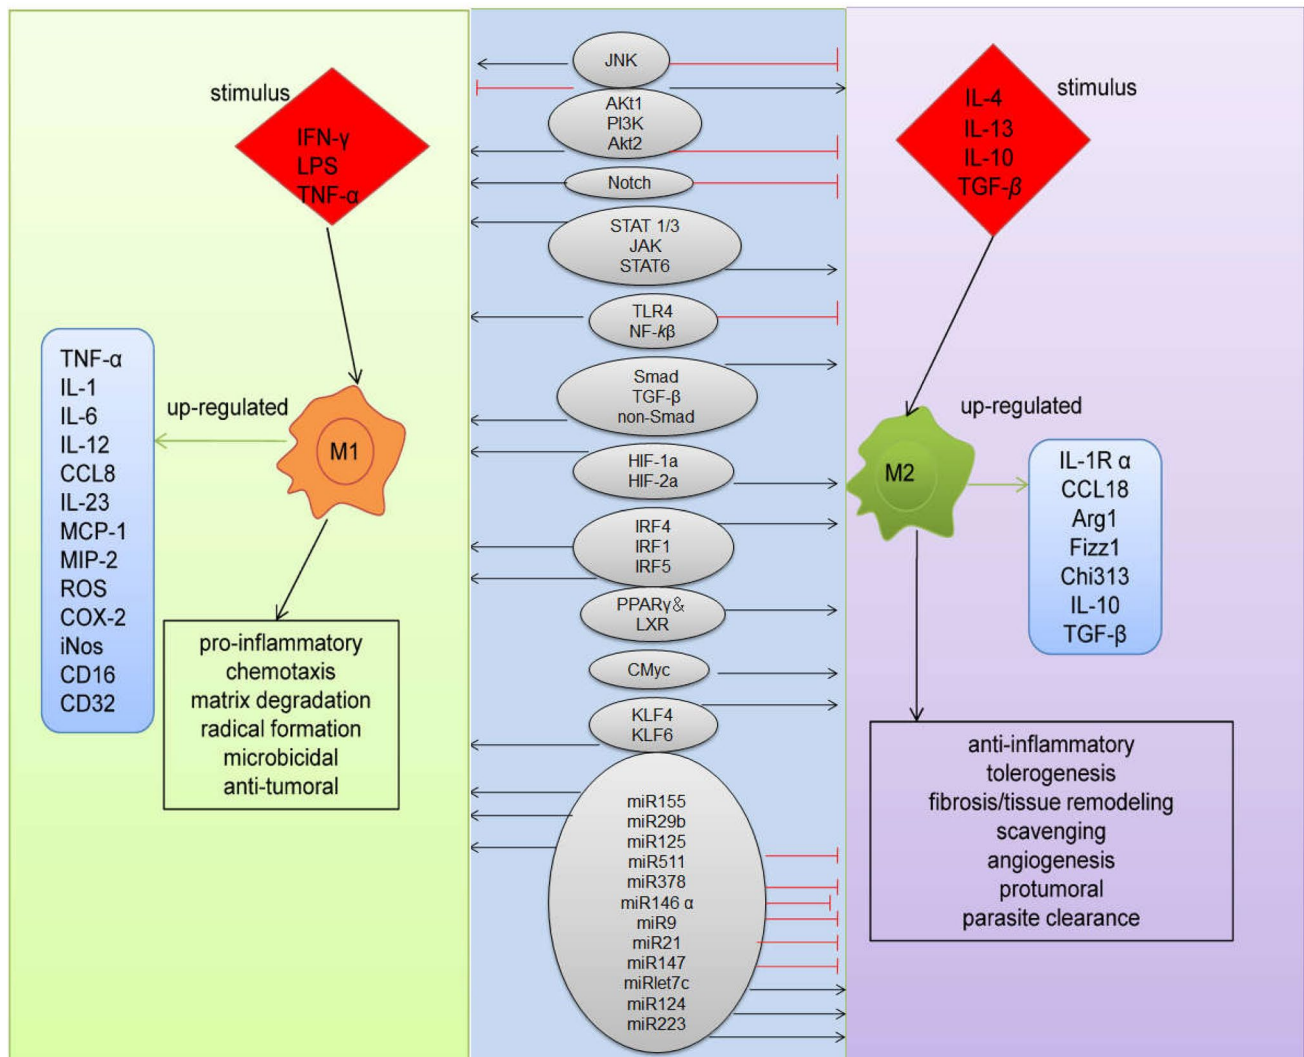 stimulus
IFN-γ
LPS
TNF-α
TNF-α
IL-1
IL-6
IL-12
CCL8
IL-23
MCP-1
MIP-2
ROS
COX-2
iNos
CD16
CD32
up-regulated
M1
pro-inflammatory
chemotaxis
matrix degradation
radical formation
microbicidal
anti-tumoral
JNK
AKt1
PI3K
Akt2
Notch
STAT 1/3
JAK
STAT6
TLR4
NF-kβ
Smad
TGF-β
non-Smad
HIF-1a
HIF-2a
IRF4
IRF1
IRF5
PPARγ&
LXR
CMyc
KLF4
KLF6
miR155
miR29b
miR125
miR511
miR378
miR146 α
miR9
miR21
miR147
miRlet7c
miR124
miR223
IL-4
IL-13
IL-10
TGF-β
stimulus
M2
up-regulated
IL-1R α
CCL18
Arg1
Fizz1
Chi313
IL-10
TGF-β
anti-inflammatory
tolerogenesis
fibrosis/tissue remodeling
scavenging
angiogenesis
protumoral
parasite clearance